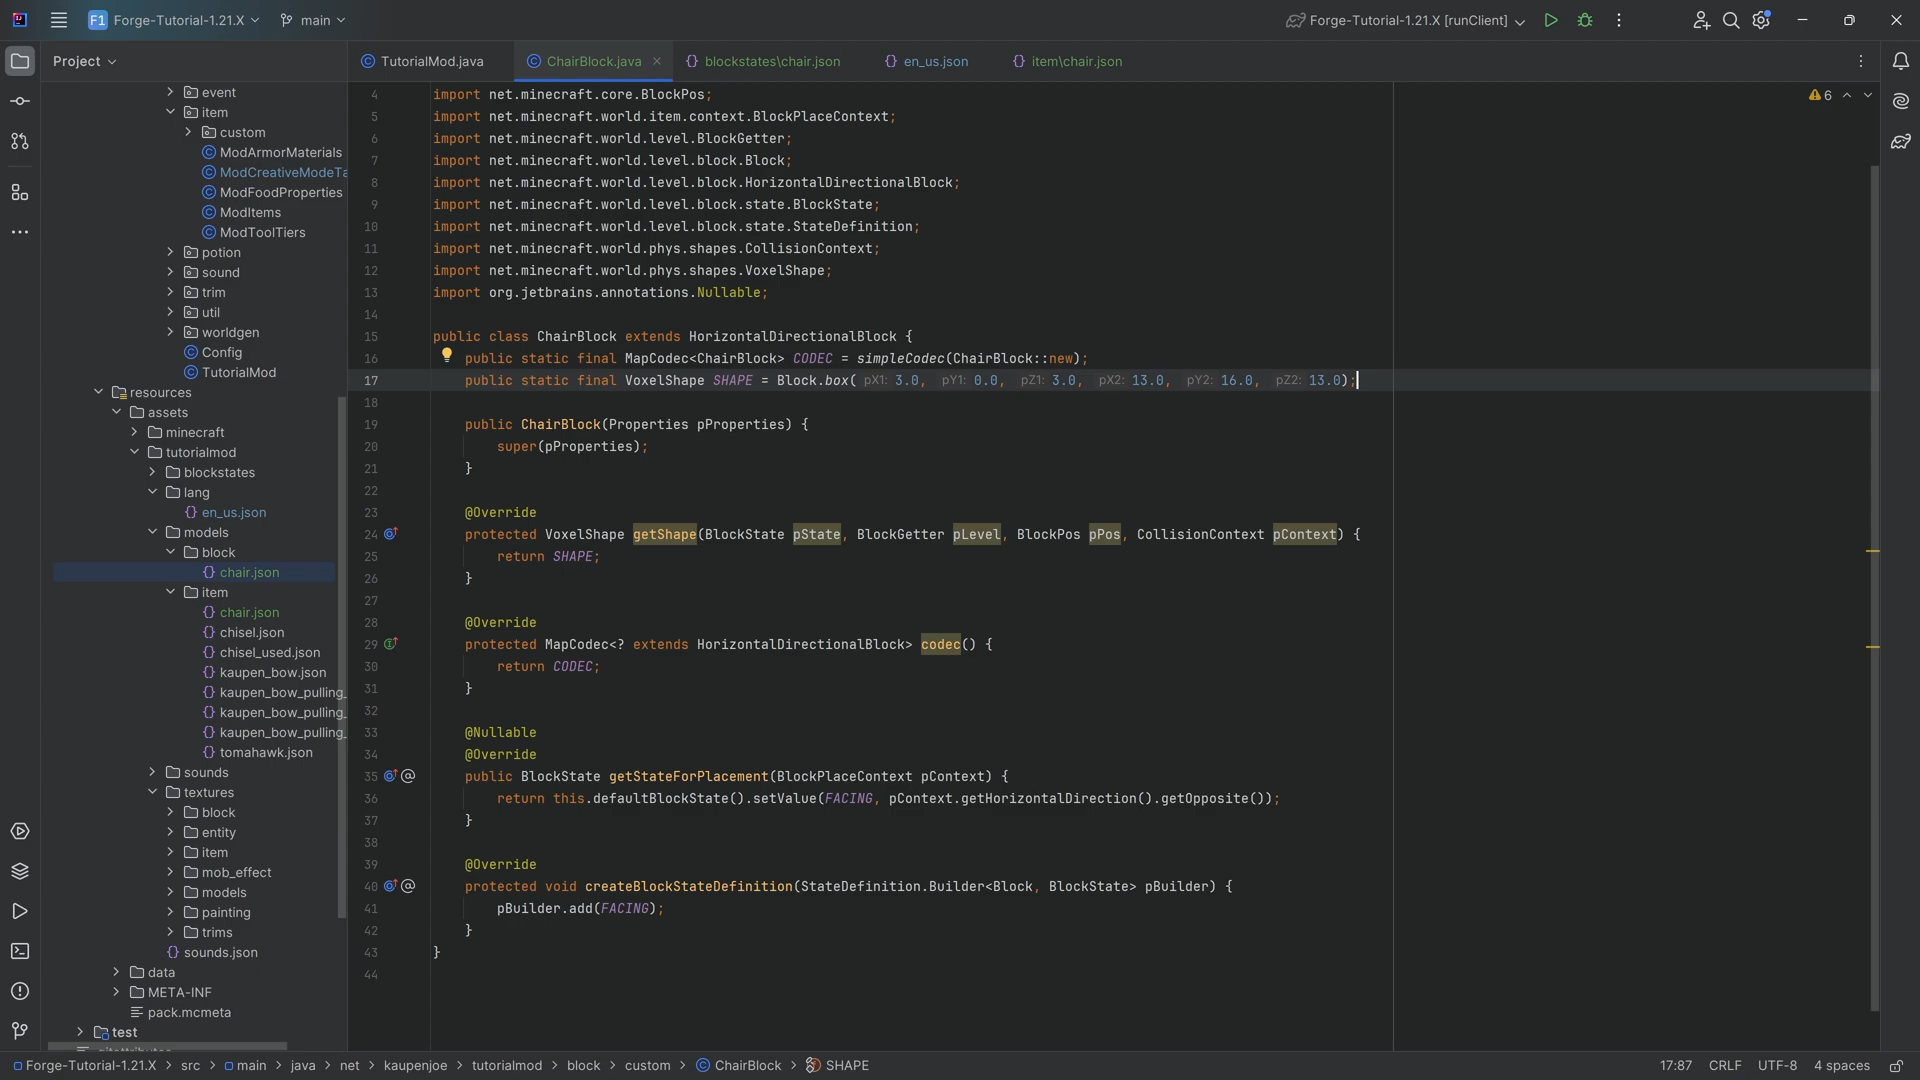 F1 Forge-Tutorial-1.21.X main Forge-Tutorial-1.21.X [runClient]
Project TutorialMod.java ChairBlock.java blockstates\chair.json en_us.json item\chair.json
event
item
custom
ModArmorMaterials
ModCreativeModeTa
ModFoodProperties
ModItems
ModToolTiers
potion
sound
trim
util
worldgen
Config
TutorialMod
resources
assets
minecraft
tutorialmod
blockstates
lang
en_us.json
models
block
chair.json
item
chair.json
chisel.json
chisel_used.json
kaupen_bow.json
kaupen_bow_pulling_
kaupen_bow_pulling_
kaupen_bow_pulling_
tomahawk.json
sounds
textures
block
entity
item
mob_effect
models
painting
trims
sounds.json
data
META-INF
pack.mcmeta
test
.gitattributes
6
4 import net.minecraft.core.BlockPos;
5 import net.minecraft.world.item.context.BlockPlaceContext;
6 import net.minecraft.world.level.BlockGetter;
7 import net.minecraft.world.level.block.Block;
8 import net.minecraft.world.level.block.HorizontalDirectionalBlock;
9 import net.minecraft.world.level.block.state.BlockState;
10 import net.minecraft.world.level.block.state.StateDefinition;
11 import net.minecraft.world.phys.shapes.CollisionContext;
12 import net.minecraft.world.phys.shapes.VoxelShape;
13 import org.jetbrains.annotations.Nullable;
14
15 public class ChairBlock extends HorizontalDirectionalBlock {
16 public static final MapCodec<ChairBlock> CODEC = simpleCodec(ChairBlock::new);
17 public static final VoxelShape SHAPE = Block.box( pX1: 3.0, pY1: 0.0, pZ1: 3.0, pX2: 13.0, pY2: 16.0, pZ2: 13.0);
18
19 public ChairBlock(Properties pProperties) {
20 super(pProperties);
21 }
22
23 @Override
24 protected VoxelShape getShape(BlockState pState, BlockGetter pLevel, BlockPos pPos, CollisionContext pContext) {
25 return SHAPE;
26 }
27
28 @Override
29 protected MapCodec<? extends HorizontalDirectionalBlock> codec() {
30 return CODEC;
31 }
32
33 @Nullable
34 @Override
35 public BlockState getStateForPlacement(BlockPlaceContext pContext) {
36 return this.defaultBlockState().setValue(FACING, pContext.getHorizontalDirection().getOpposite());
37 }
38
39 @Override
40 protected void createBlockStateDefinition(StateDefinition.Builder<Block, BlockState> pBuilder) {
41 pBuilder.add(FACING);
42 }
43 }
44
Forge-Tutorial-1.21.X > src > main > java > net > kaupenjoe > tutorialmod > block > custom > ChairBlock > SHAPE 17:87 CRLF UTF-8 4 spaces